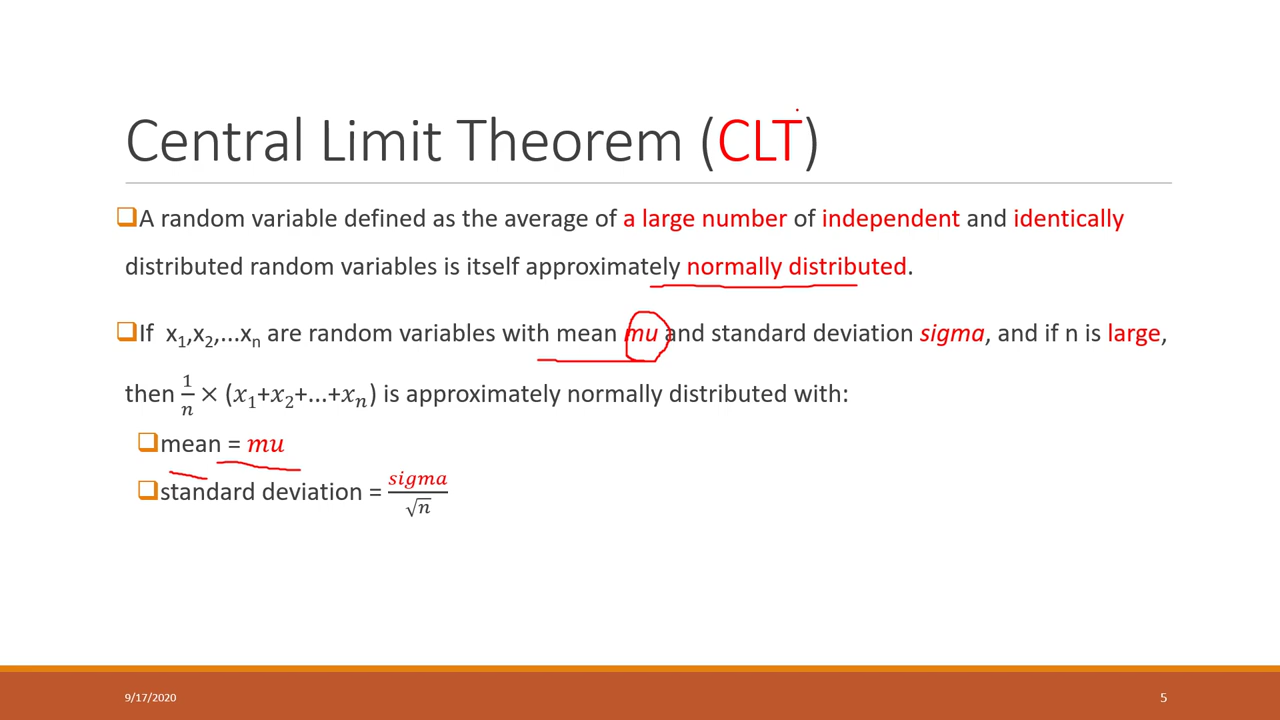 Central Limit Theorem (CLT)
A random variable defined as the average of a large number of independent and identically
distributed random variables is itself approximately normally distributed.
If x₁,x₂,...xₙ are random variables with mean mu and standard deviation sigma, and if n is large,
then 1/n × (x₁+x₂+...+xₙ) is approximately normally distributed with:
mean = mu
standard deviation = sigma/√n
9/17/2020
5